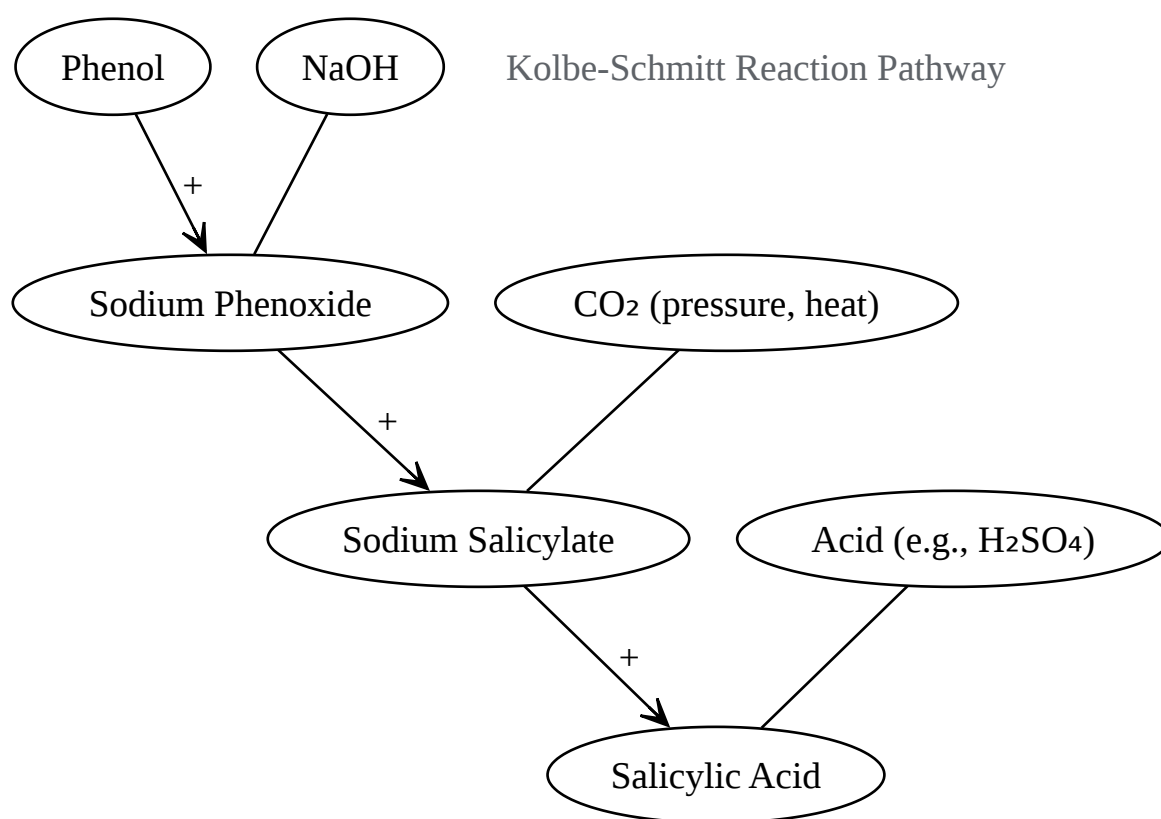 Phenol
NaOH
Kolbe-Schmitt Reaction Pathway
+
Sodium Phenoxide
CO₂ (pressure, heat)
+
Sodium Salicylate
Acid (e.g., H₂SO₄)
+
Salicylic Acid